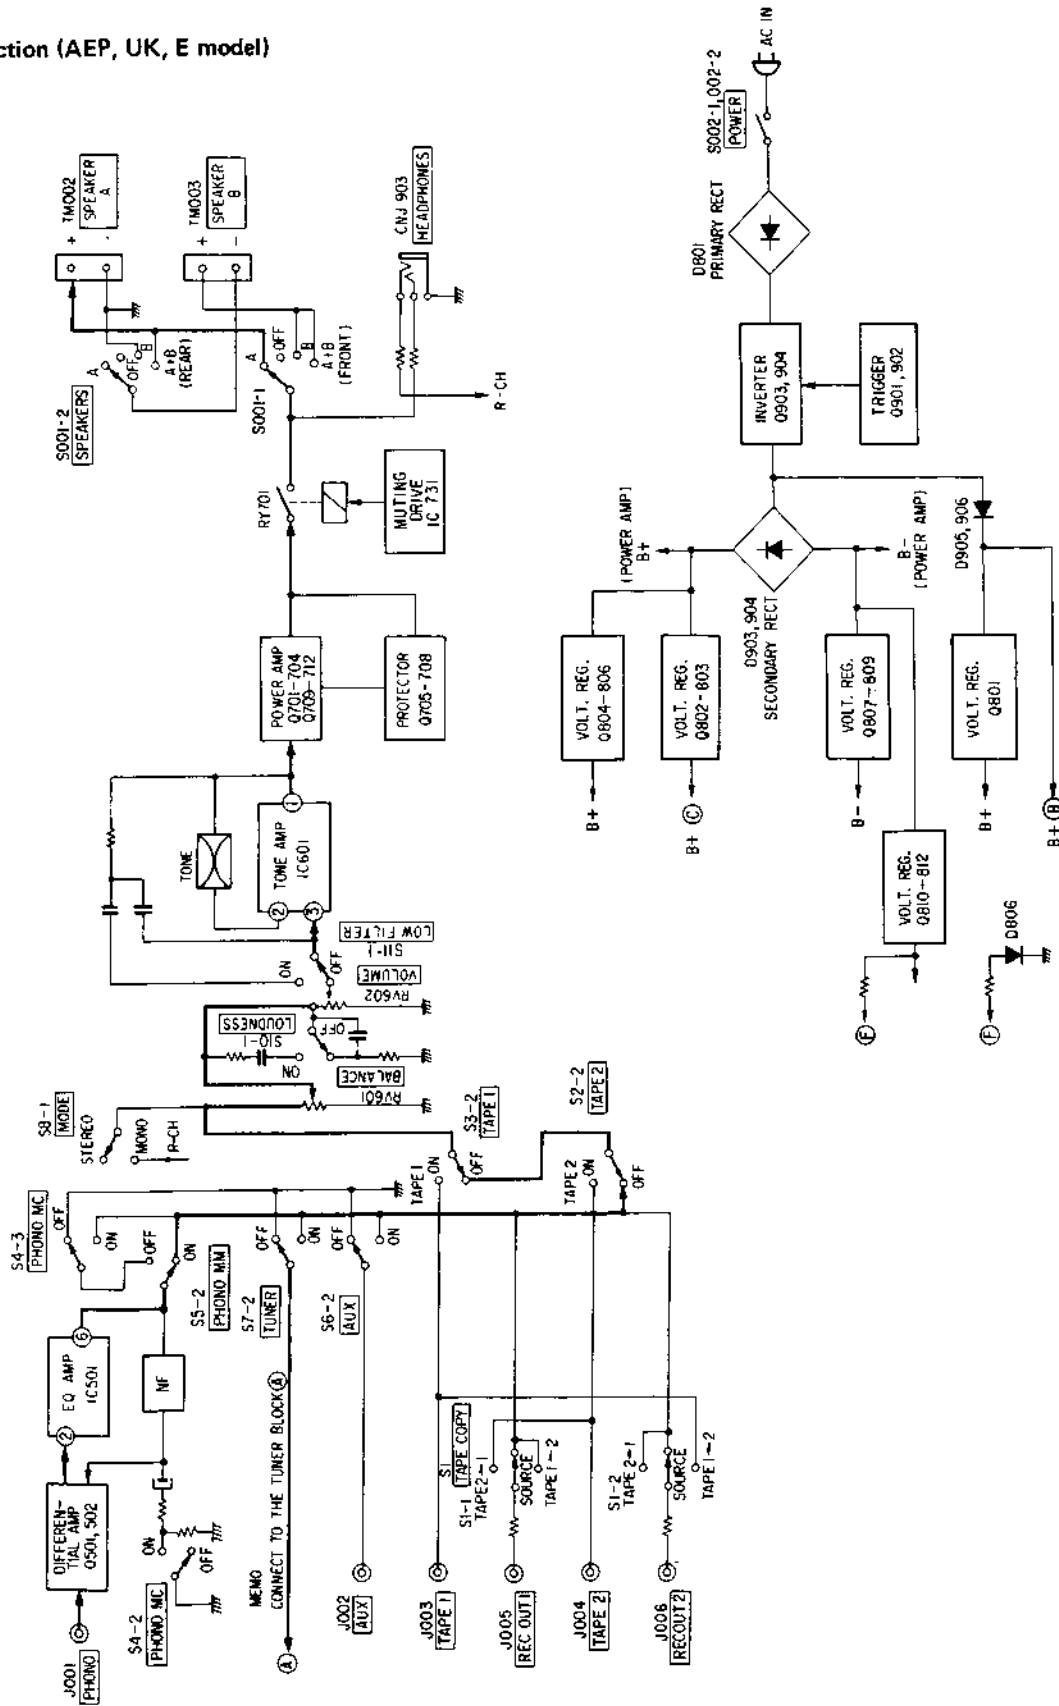 ction (AEP, UK, E model)
J001
PHONO
DIFFEREN-
TIAL AMP
Q501, 502
2
EQ AMP
IC501
6
NF
S4-2
PHONO MC
ON
OFF
S4-3
PHONO MC
OFF
ON
OFF
ON
S5-2
PHONO MM
MEMO
CONNECT TO THE TUNER BLOCK A
A
S7-2
TUNER
OFF
ON
S6-2
AUX
OFF
ON
J002
AUX
J003
TAPE 1
J005
REC OUT1
J004
TAPE 2
J006
RECOUT2
S1
TAPE COPY
S1-1
TAPE2→1
SOURCE
TAPE1→2
S1-2
TAPE2→1
SOURCE
TAPE1→2
TAPE 1
ON
OFF
S3-2
TAPE 1
TAPE 2
ON
OFF
S2-2
TAPE2
S8-1
MODE
STEREO
MONO
R-CH
RV601
BALANCE
ON
OFF
S10-1
LOUDNESS
RV602
VOLUME
ON
OFF
S11-1
LOW FILTER
TONE
2
3
TONE AMP
IC601
1
POWER AMP
Q701-704
Q709-712
PROTECTOR
Q705-708
RY701
MUTING
DRIVE
IC 731
S001-2
SPEAKERS
A
OFF
B
A+B
(REAR)
S001-1
A
OFF
B
A+B
(FRONT)
R-CH
+
-
TM002
SPEAKER
A
+
-
TM003
SPEAKER
B
CNJ 903
HEADPHONES
AC IN
S002-1,002-2
POWER
D801
PRIMARY RECT
INVERTER
Q903, 904
TRIGGER
Q901, 902
D903, 904
SECONDARY RECT
B+
(POWER AMP)
B-
(POWER AMP)
D905, 906
VOLT. REG.
Q804-806
B+
VOLT. REG.
Q802-803
B+ C
VOLT. REG.
Q807-809
B-
VOLT. REG.
Q810-812
F
VOLT. REG.
Q801
B+
B+ B
F
D806